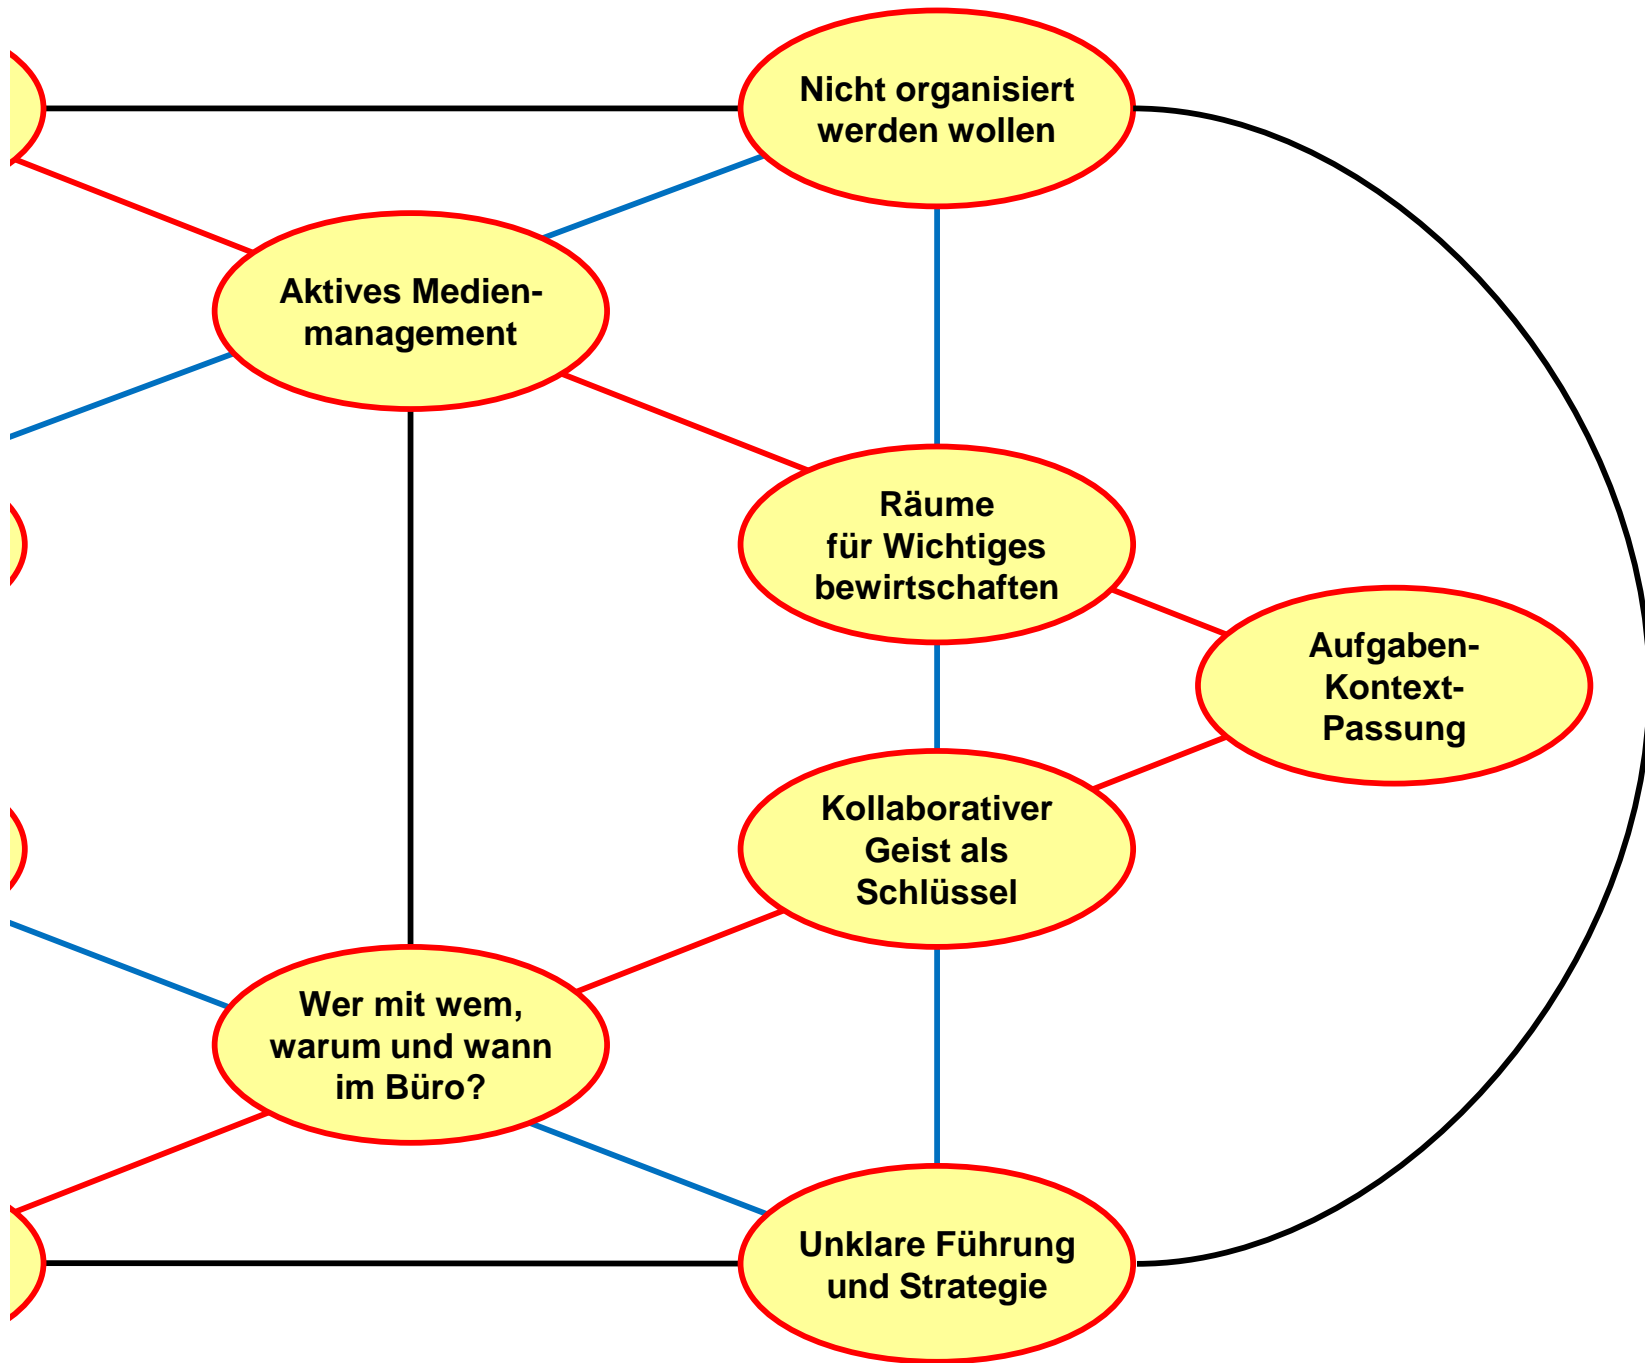 Nicht organisiert
werden wollen
Aktives Medien-
management
Räume
für Wichtiges
bewirtschaften
Aufgaben-
Kontext-
Passung
Kollaborativer
Geist als
Schlüssel
Wer mit wem,
warum und wann
im Büro?
Unklare Führung
und Strategie